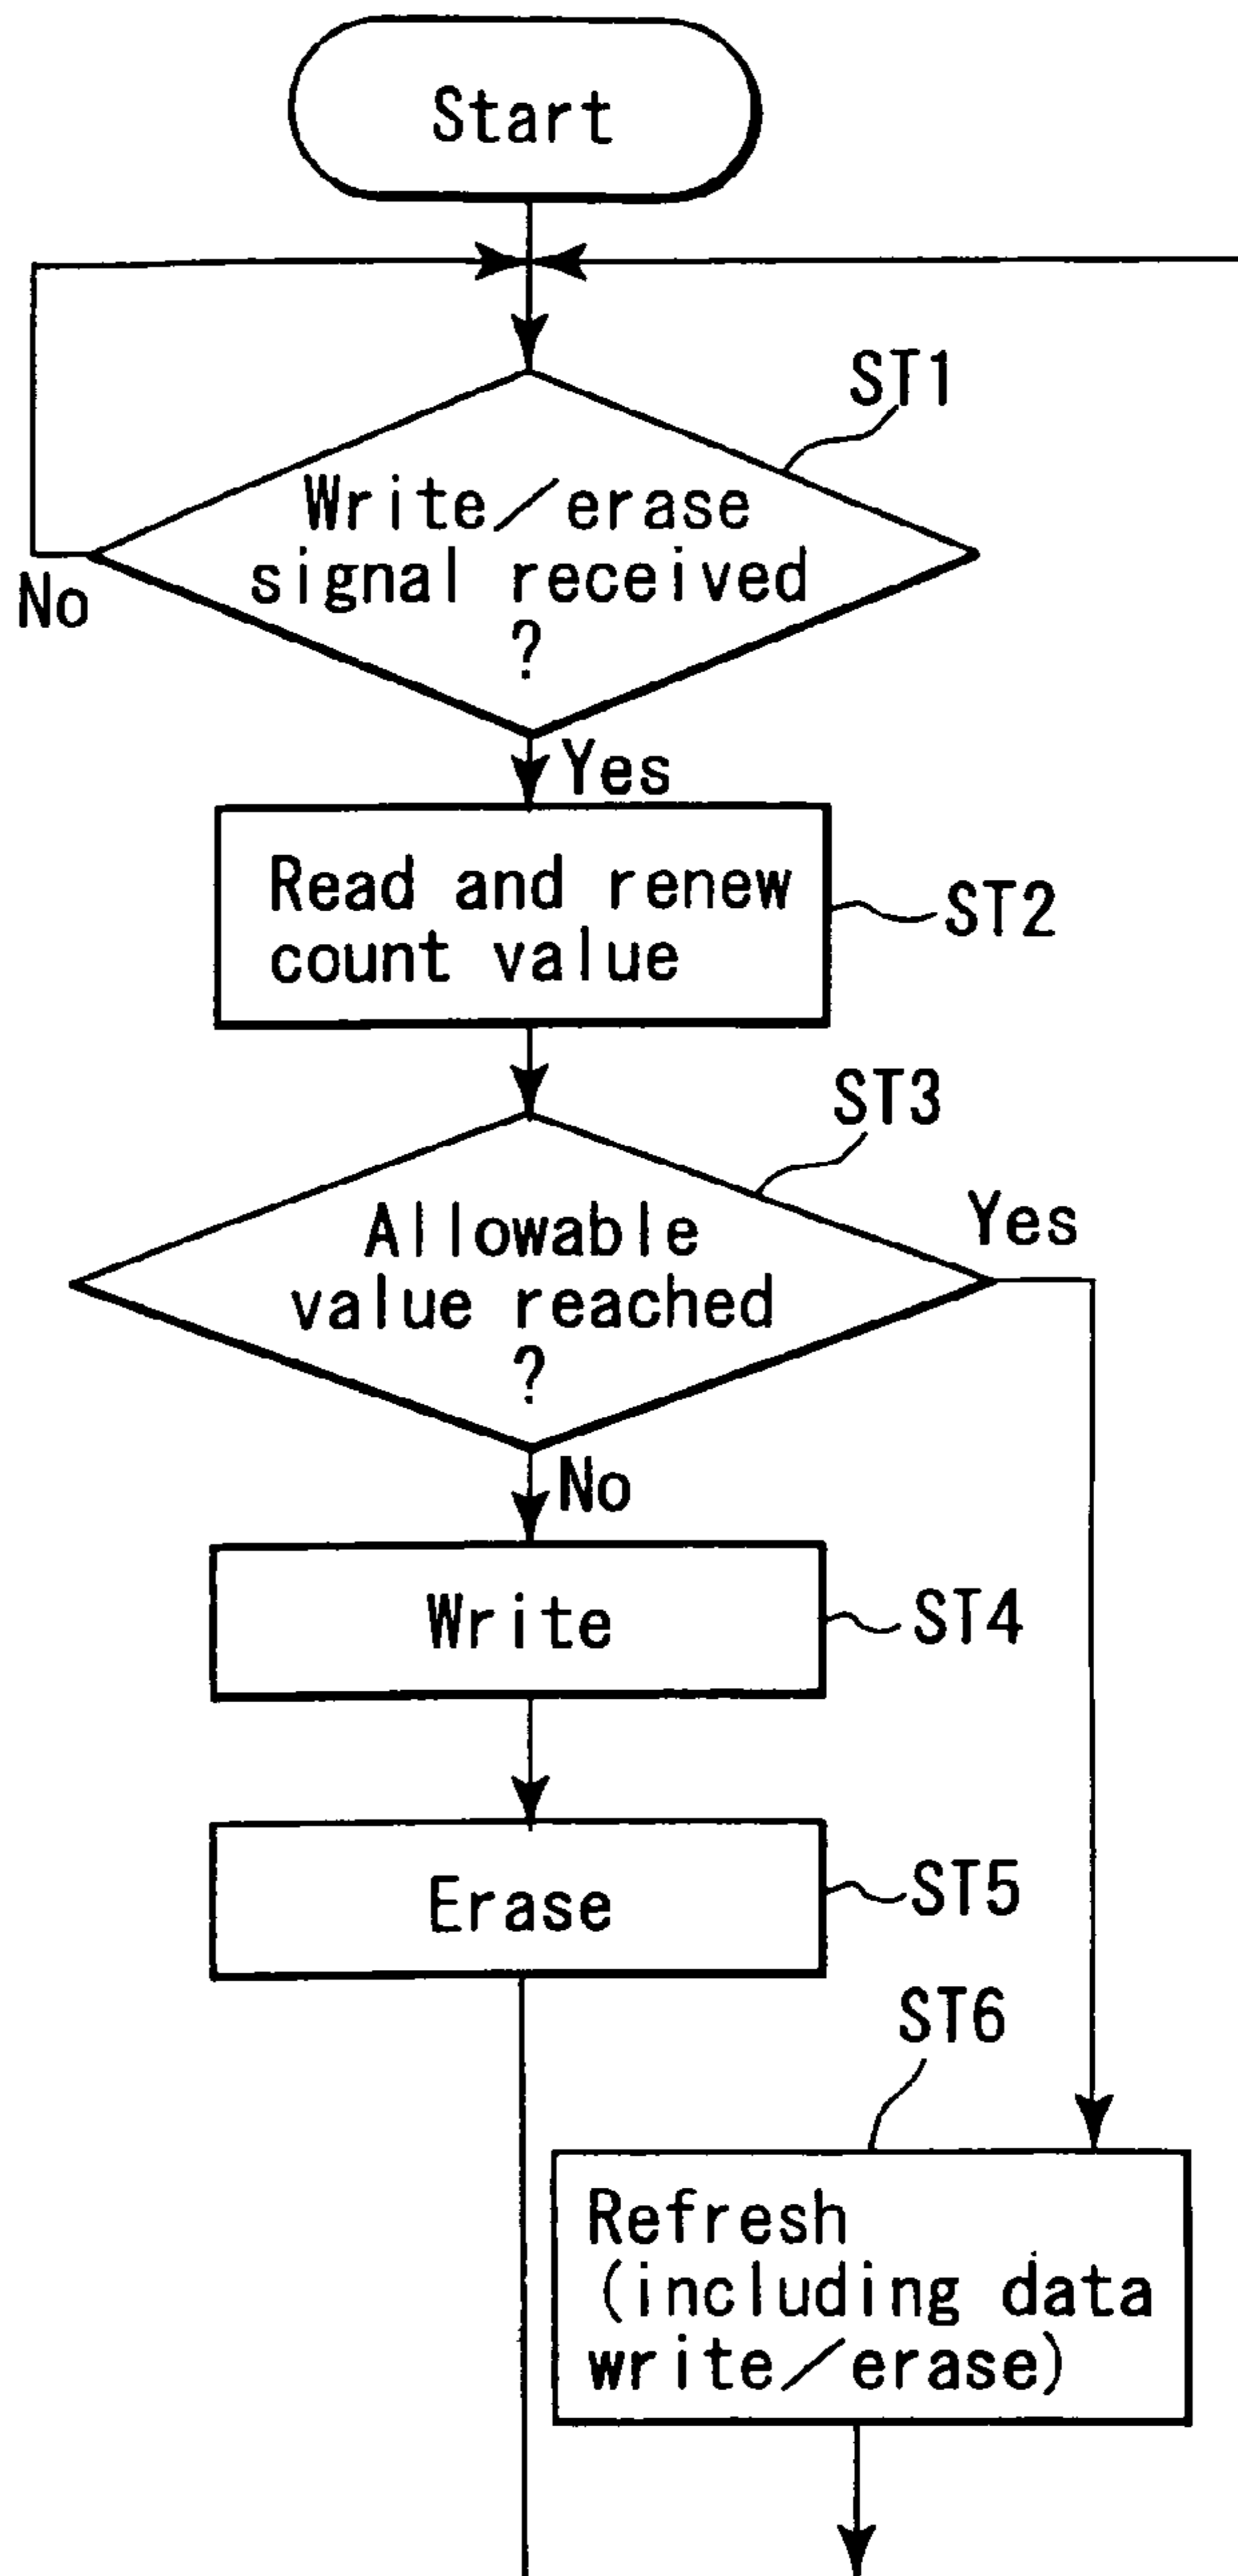 Start
ST1
Write/erase
signal received
?
No
Yes
Read and renew
count value
ST2
ST3
Allowable
value reached
?
Yes
No
Write
ST4
Erase
ST5
ST6
Refresh
(including data
write/erase)